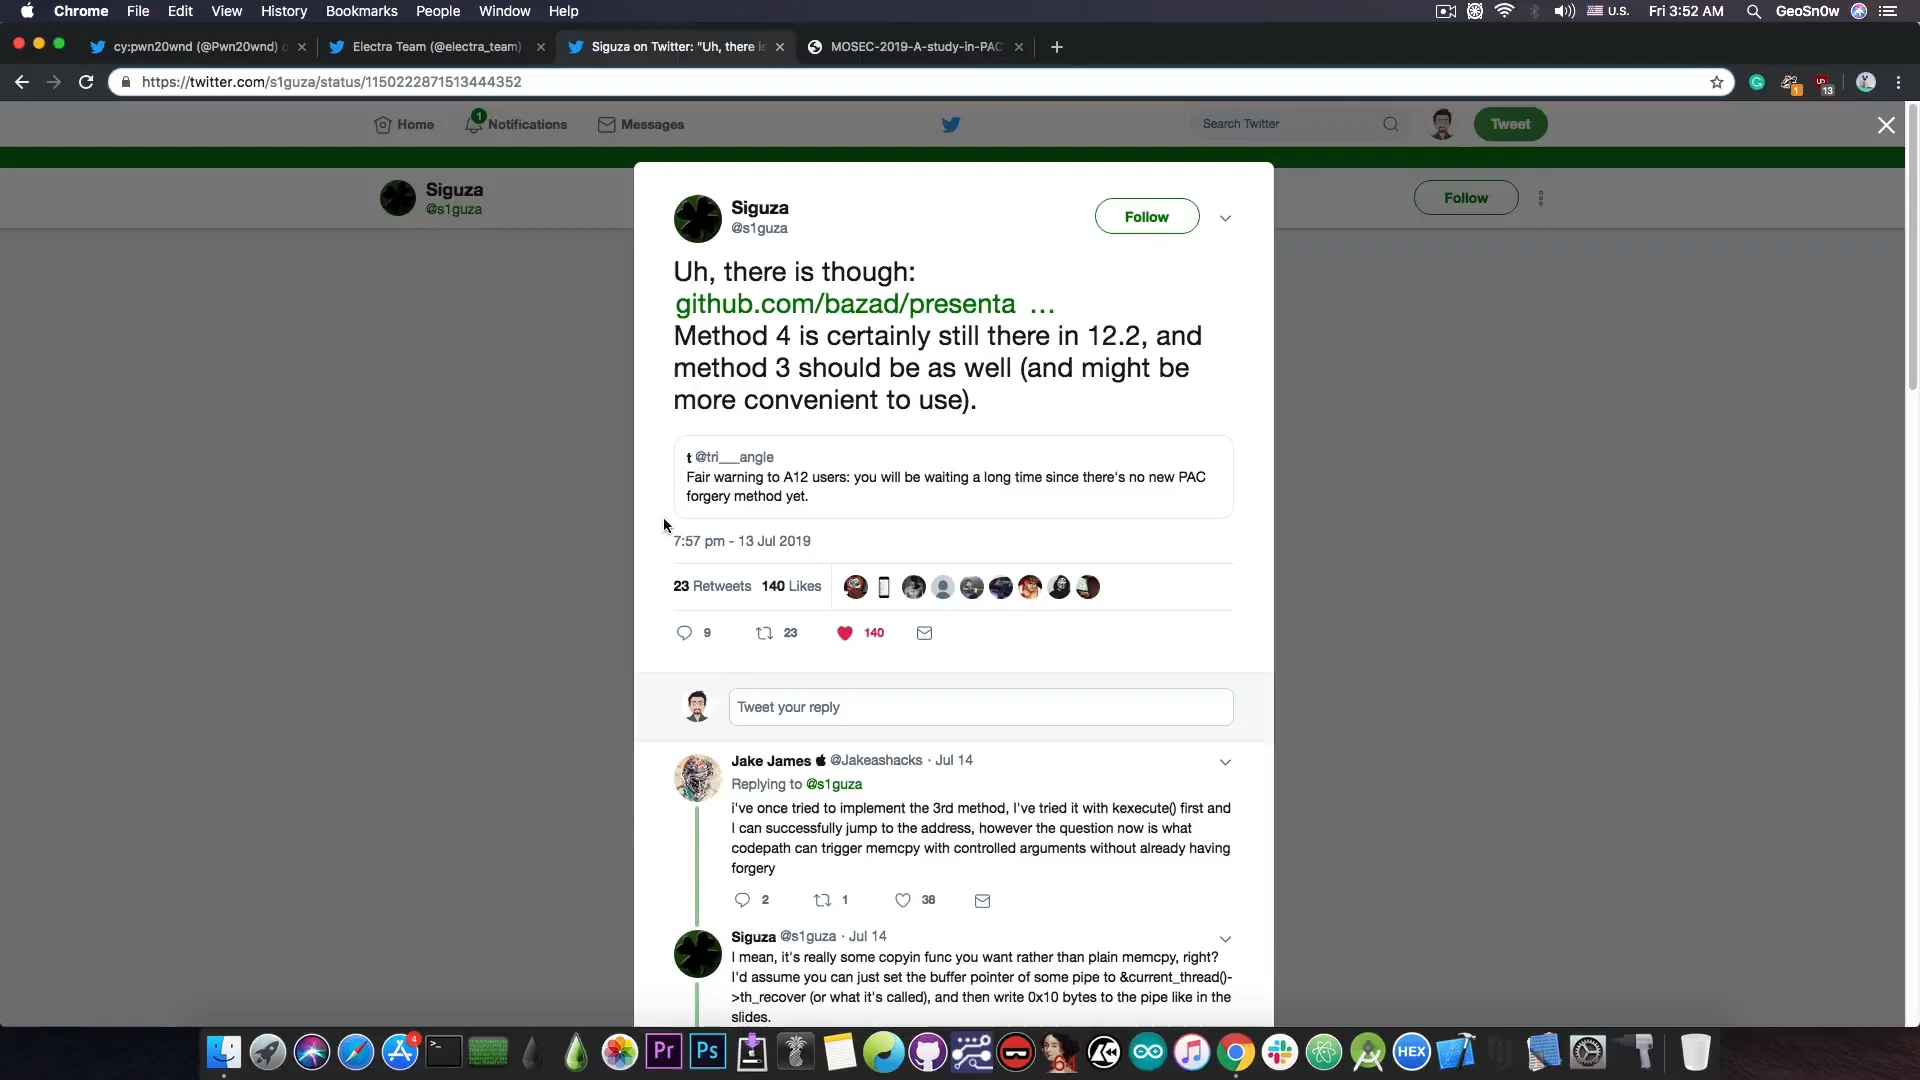 Chrome File Edit View History Bookmarks People Window Help U.S. Fri 3:52 AM GeoSn0w
cy:pwn20wnd (@Pwn20wnd) Electra Team (@electra_team) Siguza on Twitter: "Uh, there is MOSEC-2019-A-study-in-PAC
https://twitter.com/s1guza/status/1150222871513444352 1 13
Home 1 Notifications Messages Search Twitter Tweet
Siguza
@s1guza
Follow
Siguza
@s1guza
Follow
Uh, there is though:
github.com/bazad/presenta …
Method 4 is certainly still there in 12.2, and
method 3 should be as well (and might be
more convenient to use).
t @tri___angle
Fair warning to A12 users: you will be waiting a long time since there's no new PAC
forgery method yet.
7:57 pm - 13 Jul 2019
23 Retweets 140 Likes
9 23 140
Tweet your reply
Jake James @Jakeashacks · Jul 14
Replying to @s1guza
i've once tried to implement the 3rd method, I've tried it with kexecute() first and
I can successfully jump to the address, however the question now is what
codepath can trigger memcpy with controlled arguments without already having
forgery
2 1 38
Siguza @s1guza · Jul 14
I mean, it's really some copyin func you want rather than plain memcpy, right?
I'd assume you can just set the buffer pointer of some pipe to &current_thread()-
>th_recover (or what it's called), and then write 0x10 bytes to the pipe like in the
slides.
4 Pr Ps 64 HEX